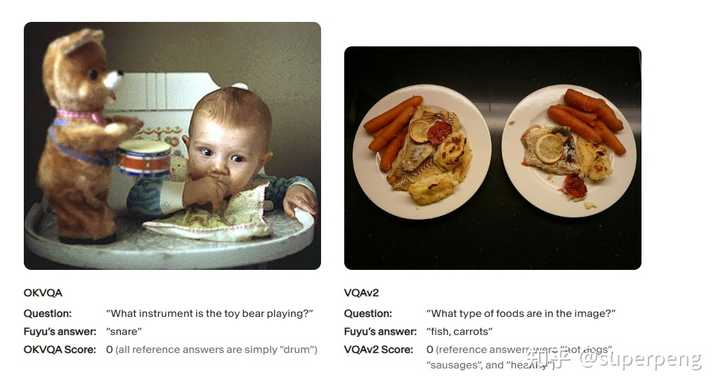 OKVQA
Question: "What instrument is the toy bear playing?"
Fuyu's answer: "snare"
OKVQA Score: 0 (all reference answers are simply "drum")
VQAv2
Question: "What type of foods are in the image?"
Fuyu's answer: "fish, carrots"
VQAv2 Score: 0 (reference answers were "hot dogs",
"sausages", and "healthy")
知乎 @superpeng